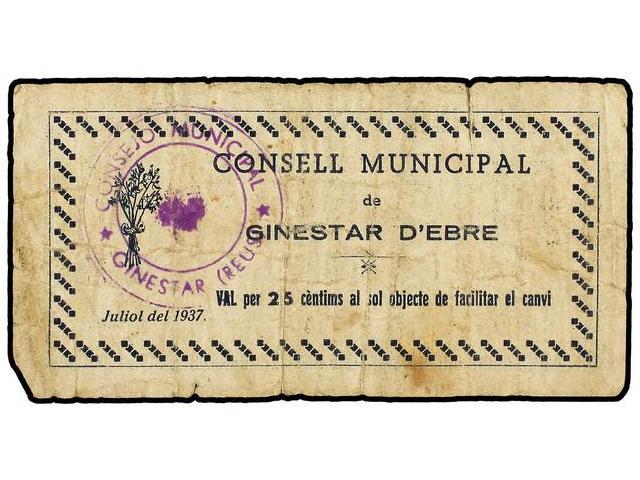 CONSEJO MUNICIPAL
GINESTAR (REUS)
CONSELL MUNICIPAL
de
GINESTAR D'EBRE
VAL per 25 cèntims al sol objecte de facilitar el canvi
Juliol del 1937.